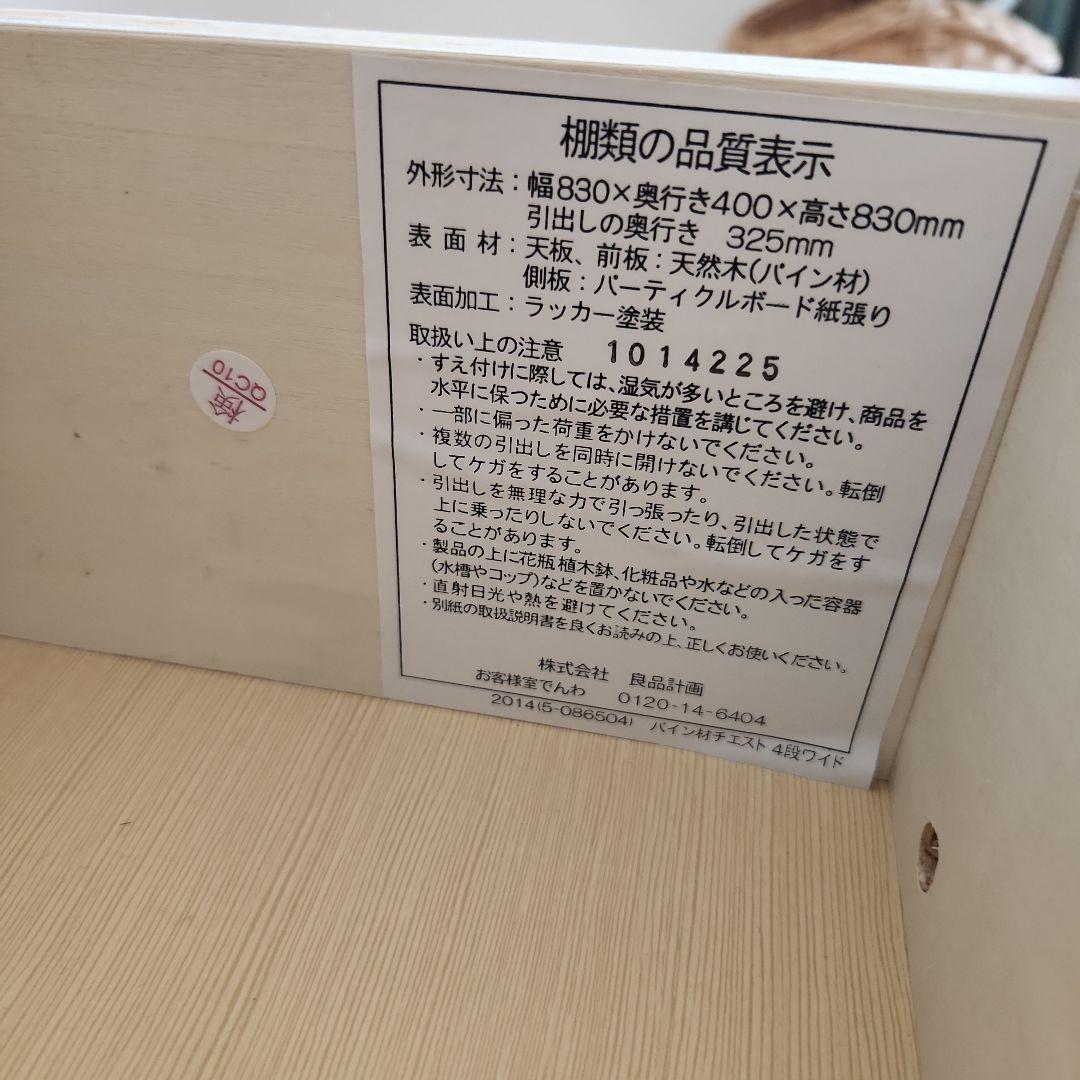 棚類の品質表示
外形寸法：幅830×奥行き400×高さ830mm
引出しの奥行き 325mm
表面材：天板、前板：天然木(パイン材)
側板：パーティクルボード紙張り
表面加工：ラッカー塗装
取扱い上の注意 1014225
・すえ付けに際しては、湿気が多いところを避け、商品を
水平に保つために必要な措置を講じてください。
・一部に偏った荷重をかけないでください。
・複数の引出しを同時に開けないでください。転倒
してケガをすることがあります。
・引出しを無理な力で引っ張ったり、引出した状態で
上に乗ったりしないでください。転倒してケガをす
ることがあります。
・製品の上に花瓶植木鉢、化粧品や水などの入った容器
(水槽やコップ)などを置かないでください。
・直射日光や熱を避けてください。
・別紙の取扱説明書を良くお読みの上、正しくお使いください。
株式会社 良品計画
お客様室でんわ 0120-14-6404
2014(5-086504) パイン材チェスト 4段ワイド
検
QC10